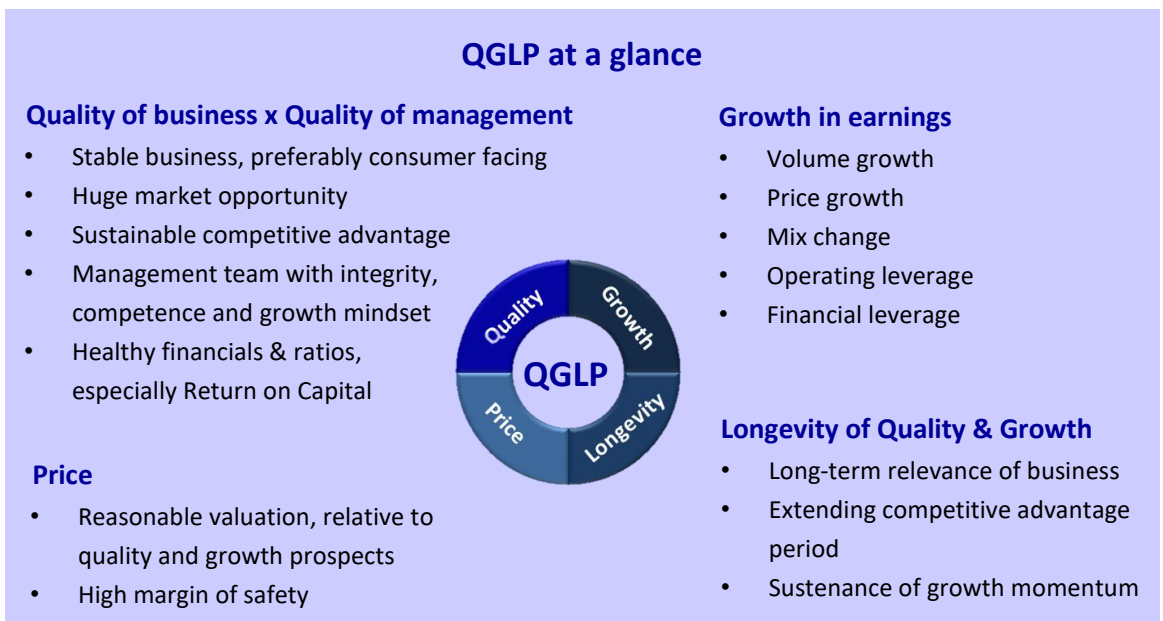 QGLP at a glance
Quality of business x Quality of management
• Stable business, preferably consumer facing
• Huge market opportunity
• Sustainable competitive advantage
• Management team with integrity,
competence and growth mindset
• Healthy financials & ratios,
especially Return on Capital
Growth in earnings
• Volume growth
• Price growth
• Mix change
• Operating leverage
• Financial leverage
Quality
Growth
QGLP
Price
Longevity
Price
• Reasonable valuation, relative to
quality and growth prospects
• High margin of safety
Longevity of Quality & Growth
• Long-term relevance of business
• Extending competitive advantage
period
• Sustenance of growth momentum